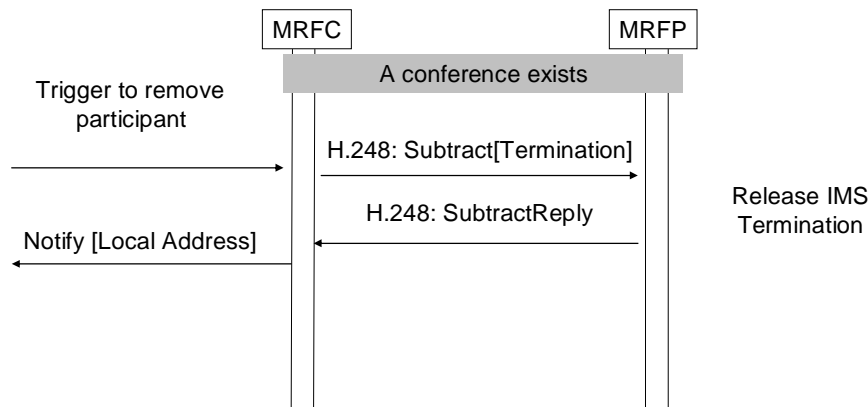 MRFC
MRFP
A conference exists
Trigger to remove
participant
H.248: Subtract[Termination]
H.248: SubtractReply
Release IMS
Termination
Notify [Local Address]